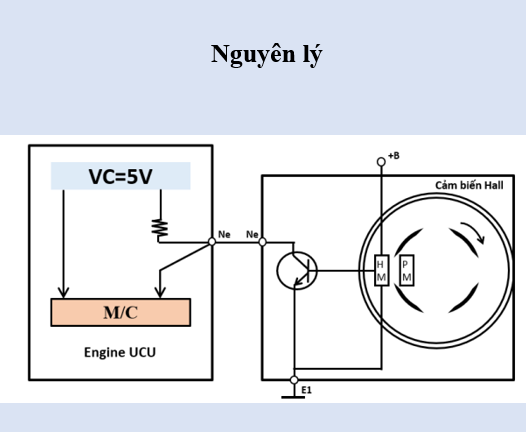 Nguyên lý
+B
VC=5V
Cảm biến Hall
Ne
Ne
H
M
P
M
M/C
Engine UCU
E1